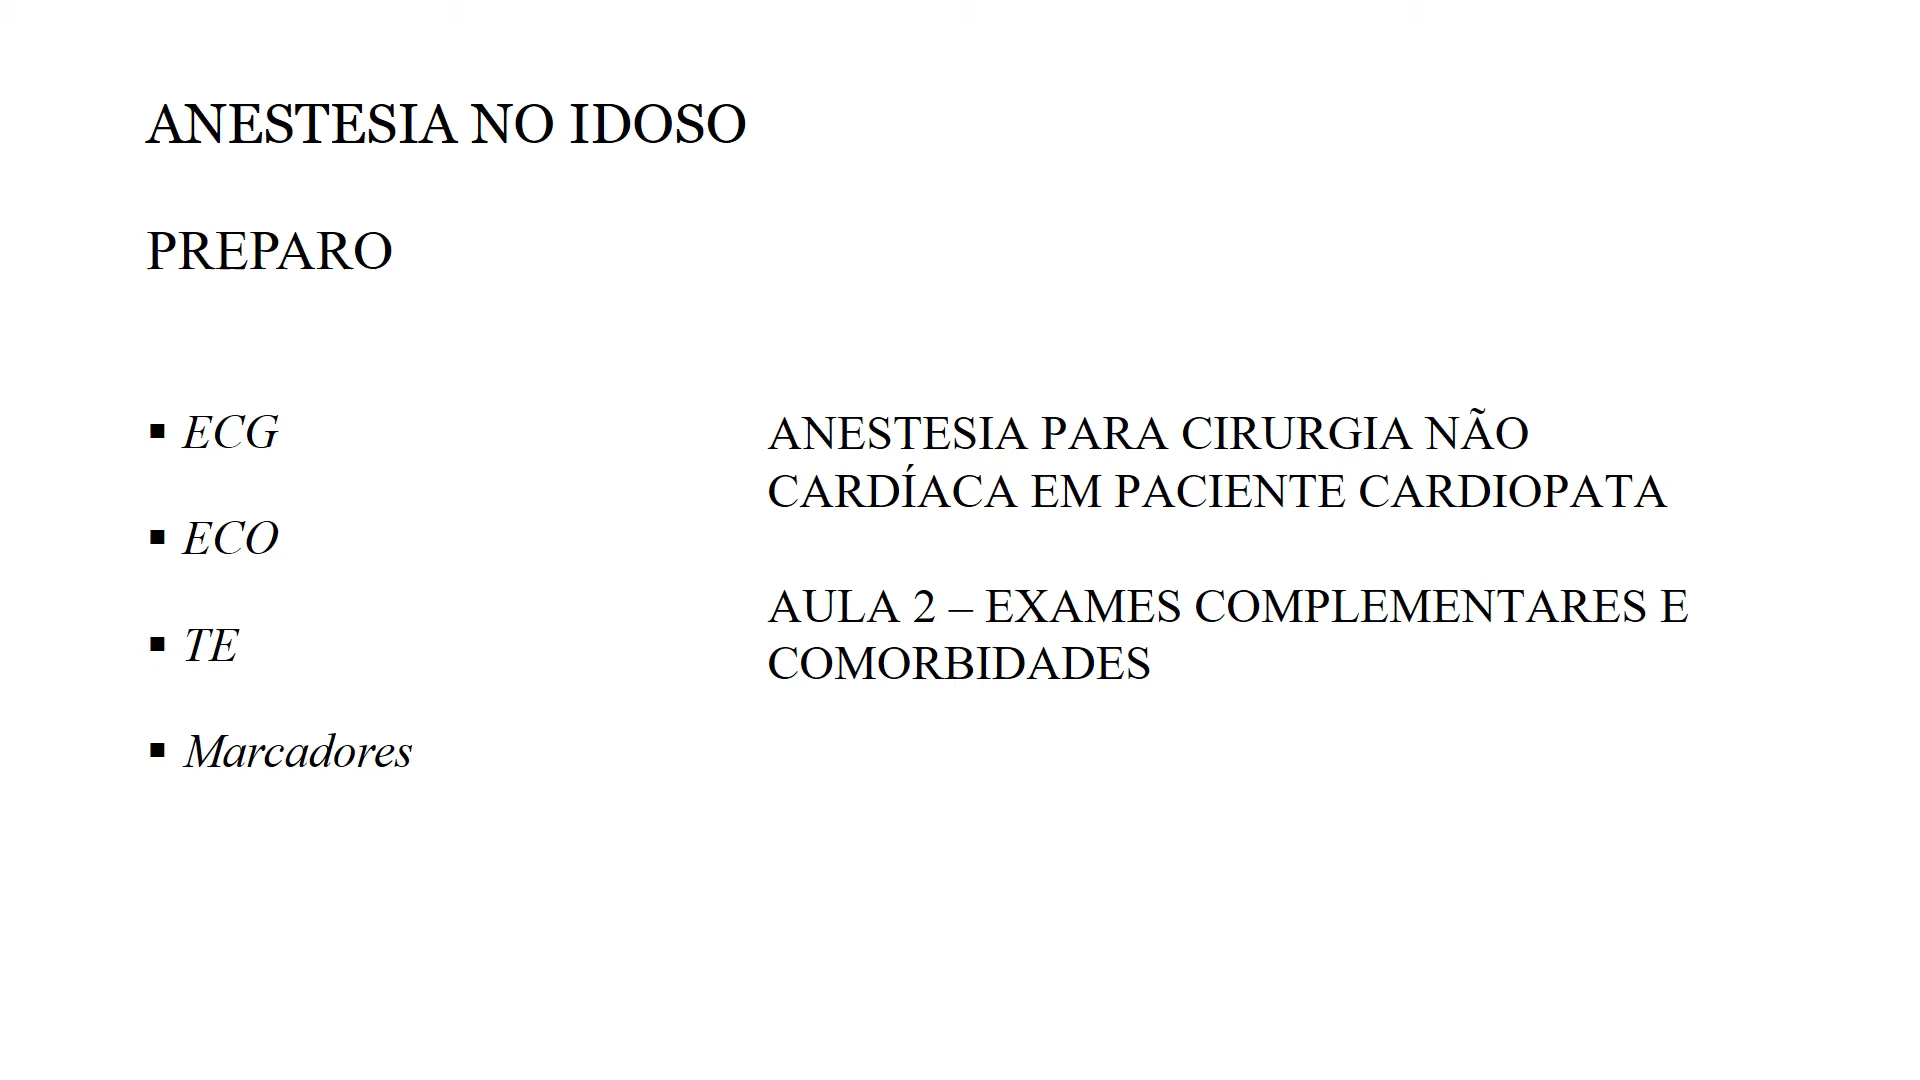 ANESTESIA NO IDOSO
PREPARO
▪ ECG
▪ ECO
▪ TE
▪ Marcadores
ANESTESIA PARA CIRURGIA NÃO
CARDÍACA EM PACIENTE CARDIOPATA
AULA 2 – EXAMES COMPLEMENTARES E
COMORBIDADES